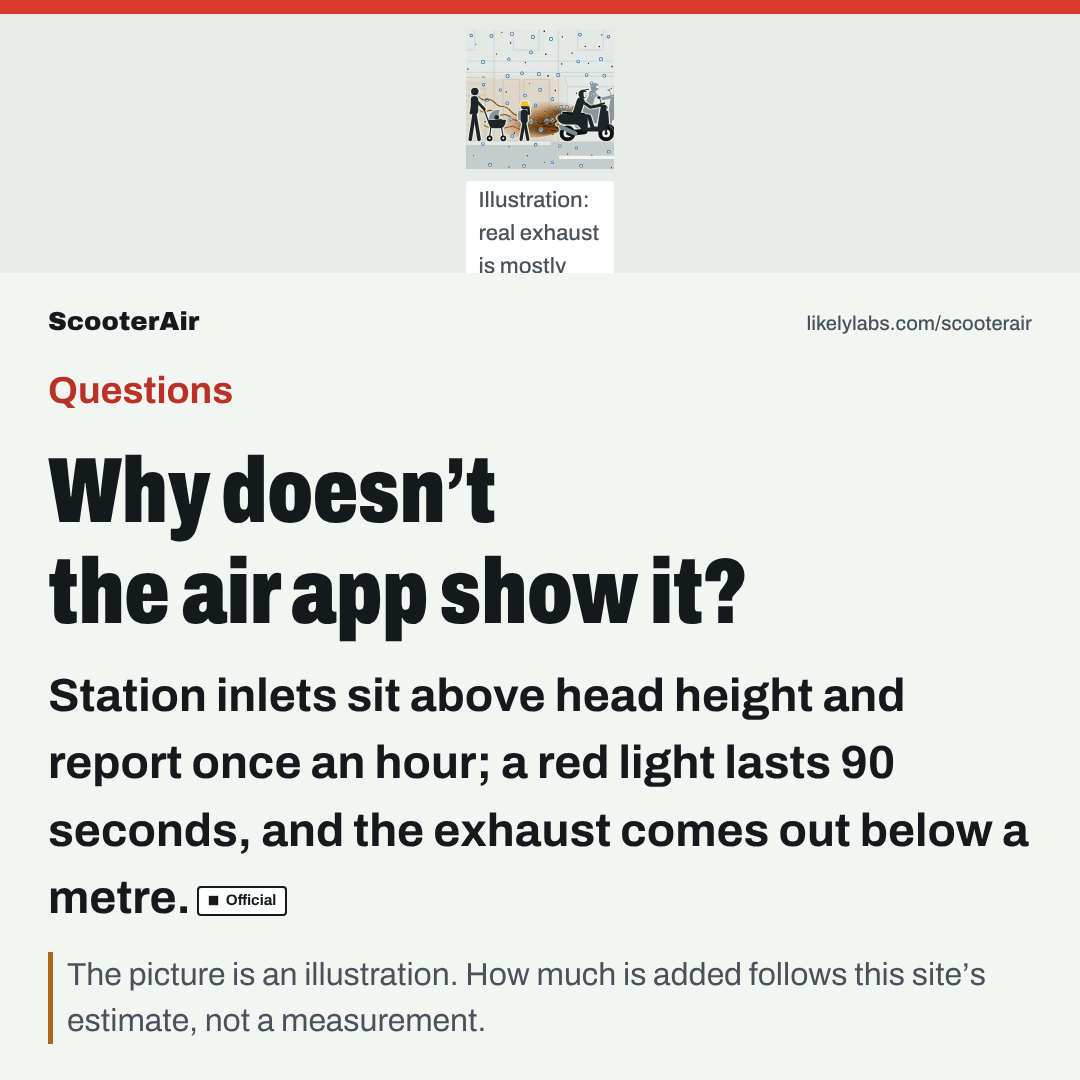 Illustration:
real exhaust
is mostly
ScooterAir
likelylabs.com/scooterair
Questions
Why doesn’t
the air app show it?
Station inlets sit above head height and
report once an hour; a red light lasts 90
seconds, and the exhaust comes out below a
metre. ■ Official
The picture is an illustration. How much is added follows this site’s
estimate, not a measurement.